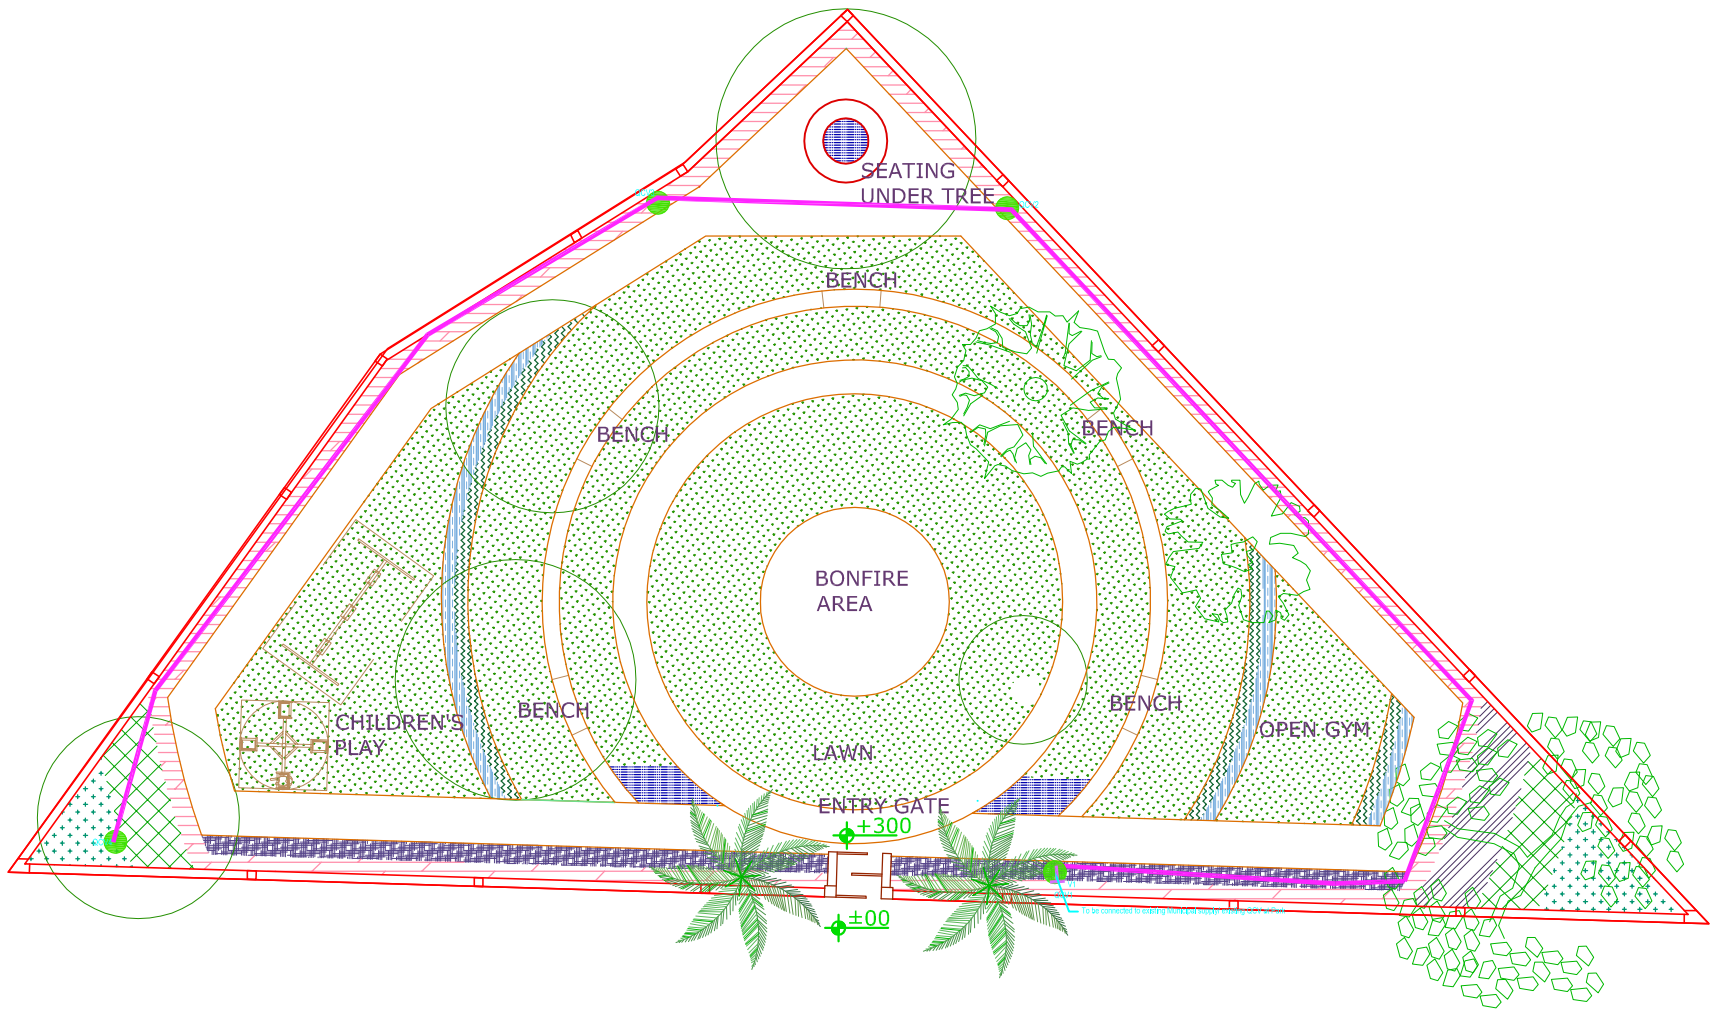 SEATING
UNDER TREE
BENCH
BENCH
BENCH
BONFIRE
AREA
BENCH
BENCH
CHILDREN'S
PLAY
OPEN GYM
LAWN
ENTRY GATE
+300
±00